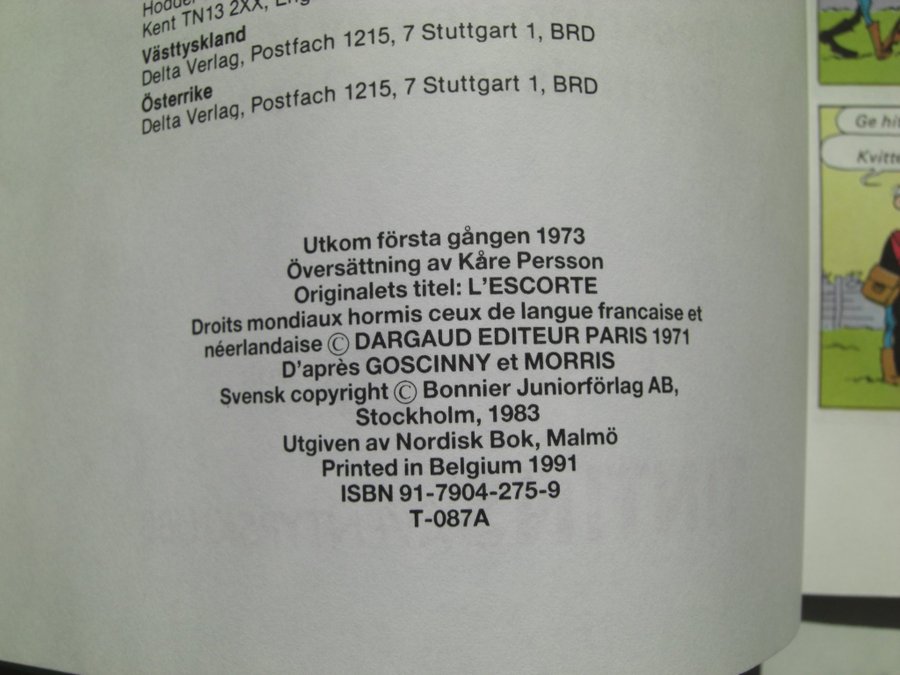 Hodder
Kent TN13 2XX,
Västtyskland
Delta Verlag, Postfach 1215, 7 Stuttgart 1, BRD
Österrike
Delta Verlag, Postfach 1215, 7 Stuttgart 1, BRD
Utkom första gången 1973
Översättning av Kåre Persson
Originalets titel: L'ESCORTE
Droits mondiaux hormis ceux de langue francaise et
néerlandaise © DARGAUD EDITEUR PARIS 1971
D'après GOSCINNY et MORRIS
Svensk copyright © Bonnier Juniorförlag AB,
Stockholm, 1983
Utgiven av Nordisk Bok, Malmö
Printed in Belgium 1991
ISBN 91-7904-275-9
T-087A
Ge